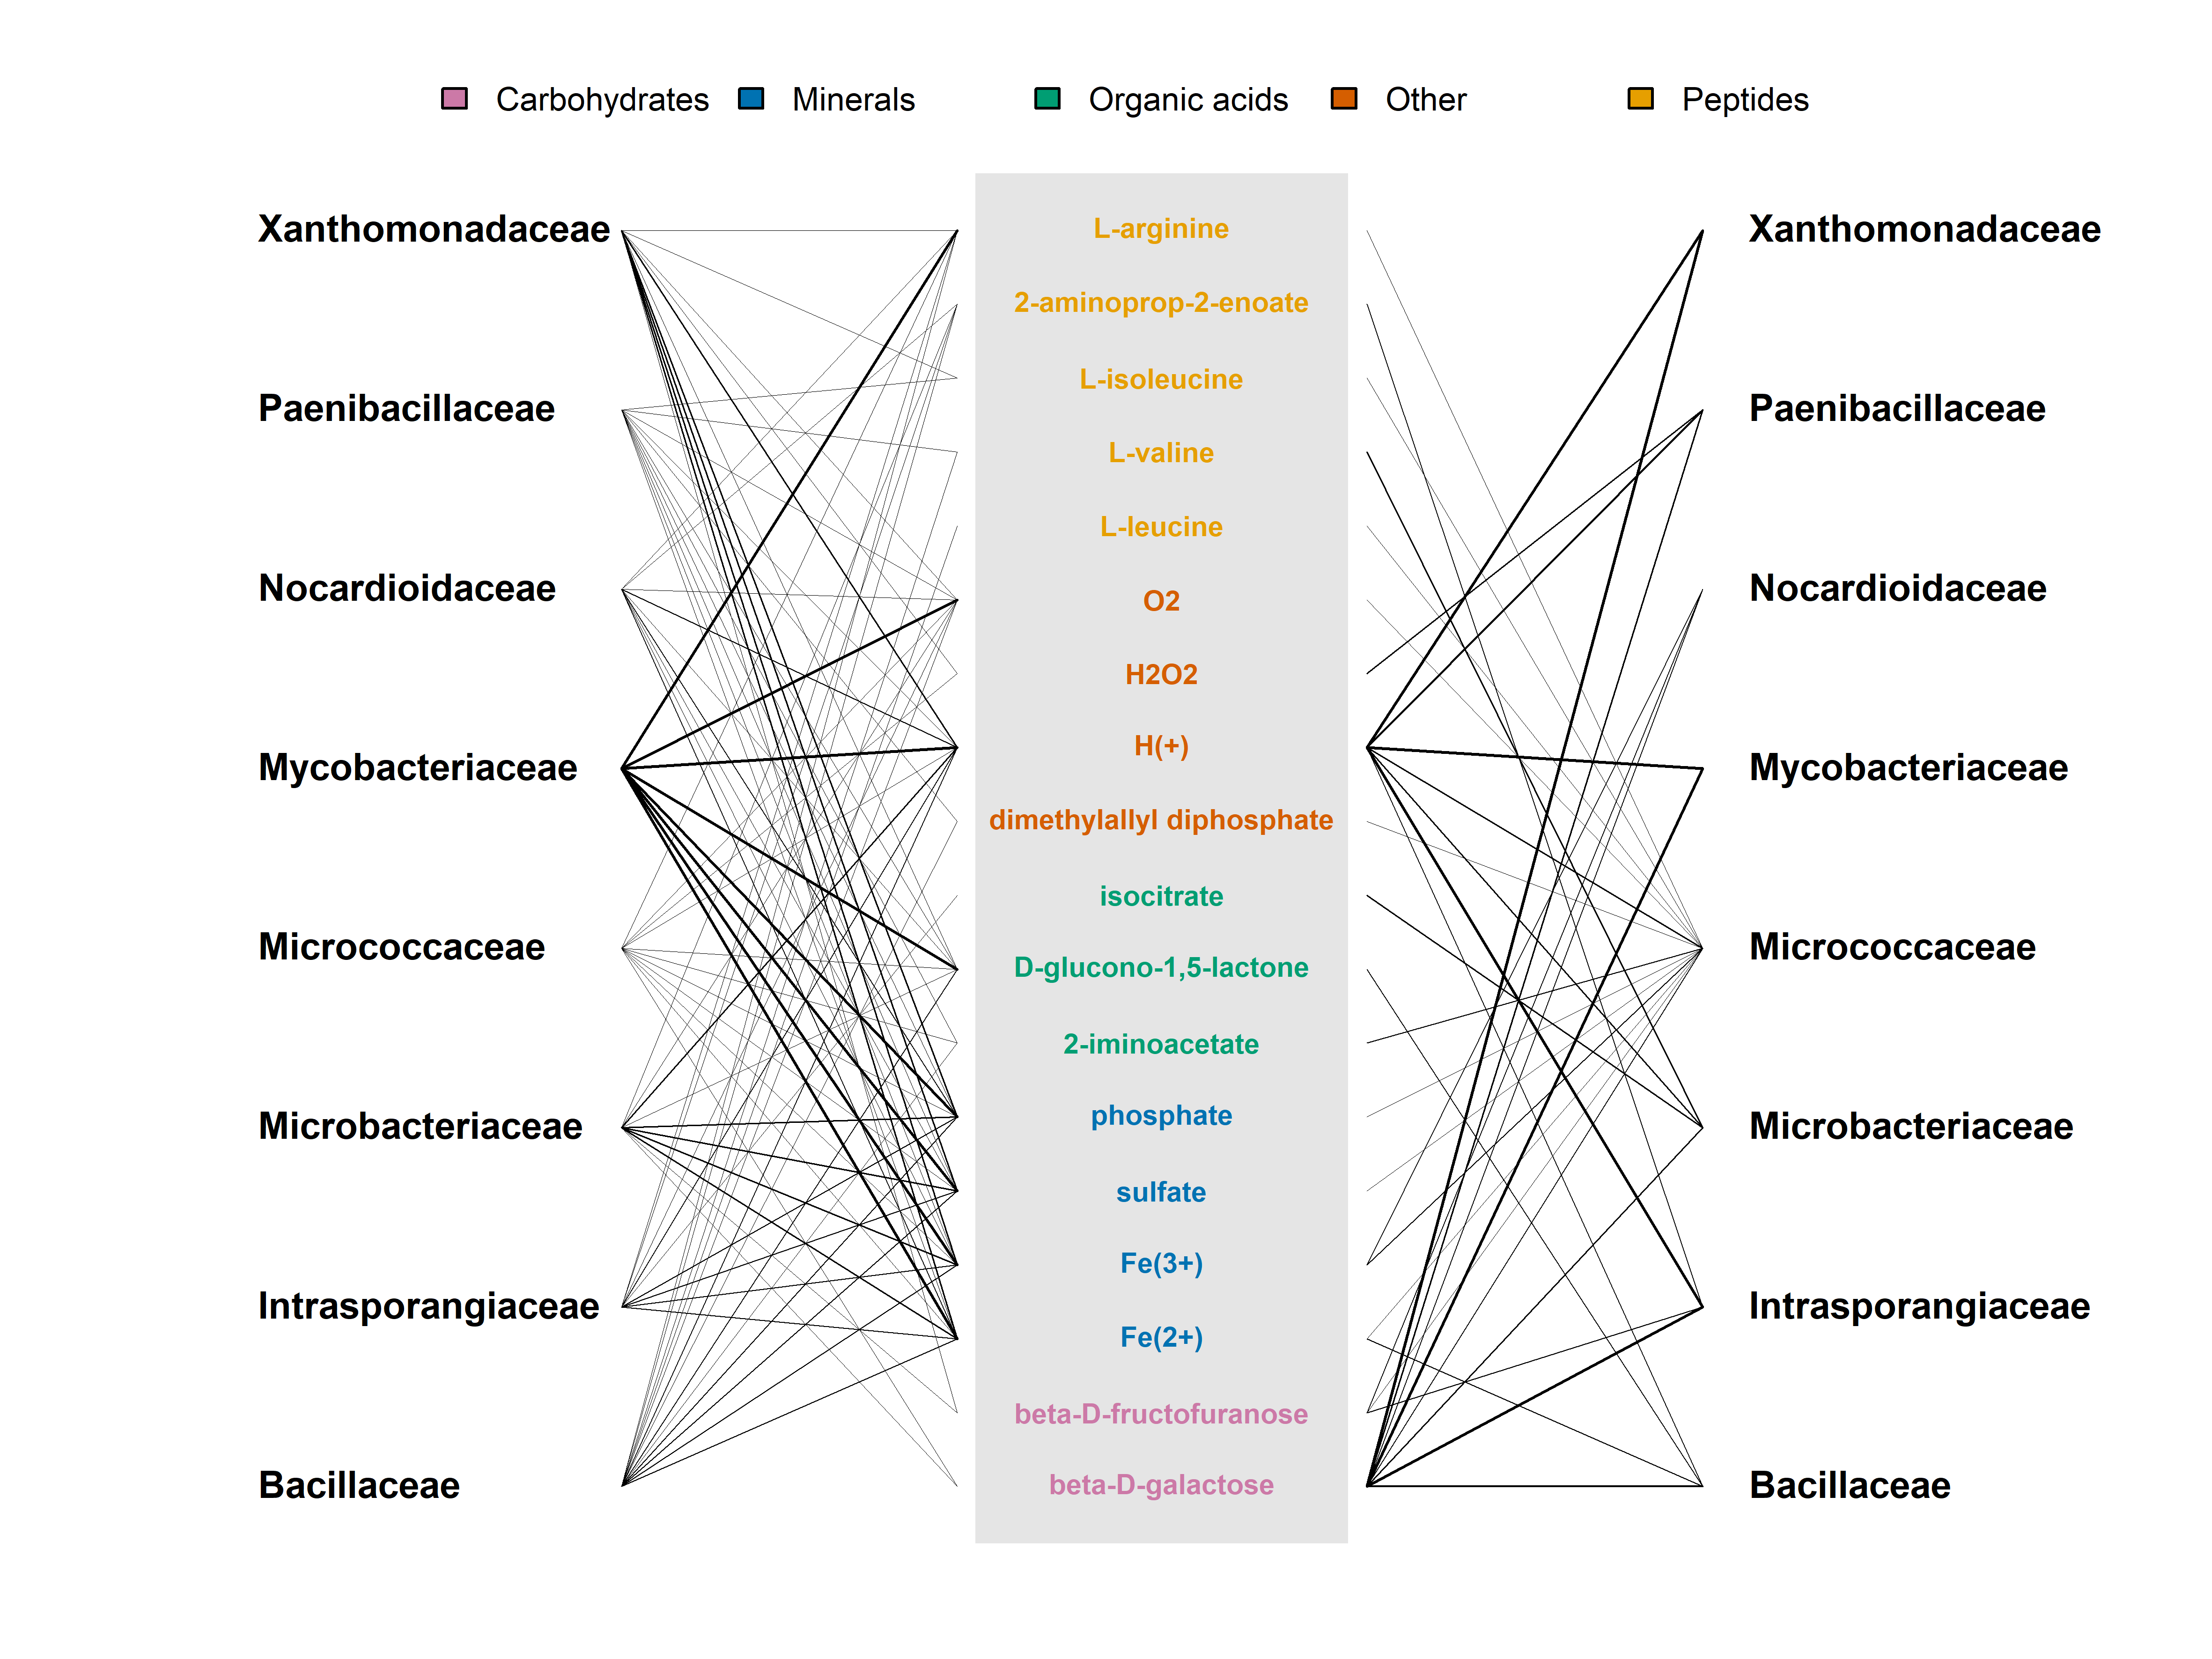 Carbohydrates Minerals Organic acids Other Peptides
Xanthomonadaceae L-arginine Xanthomonadaceae
2-aminoprop-2-enoate
L-isoleucine
Paenibacillaceae Paenibacillaceae
L-valine
L-leucine
Nocardioidaceae O2 Nocardioidaceae
H2O2
H(+)
Mycobacteriaceae Mycobacteriaceae
dimethylallyl diphosphate
isocitrate
Micrococcaceae D-glucono-1,5-lactone Micrococcaceae
2-iminoacetate
phosphate
Microbacteriaceae Microbacteriaceae
sulfate
Fe(3+)
Intrasporangiaceae Intrasporangiaceae
Fe(2+)
beta-D-fructofuranose
Bacillaceae beta-D-galactose Bacillaceae